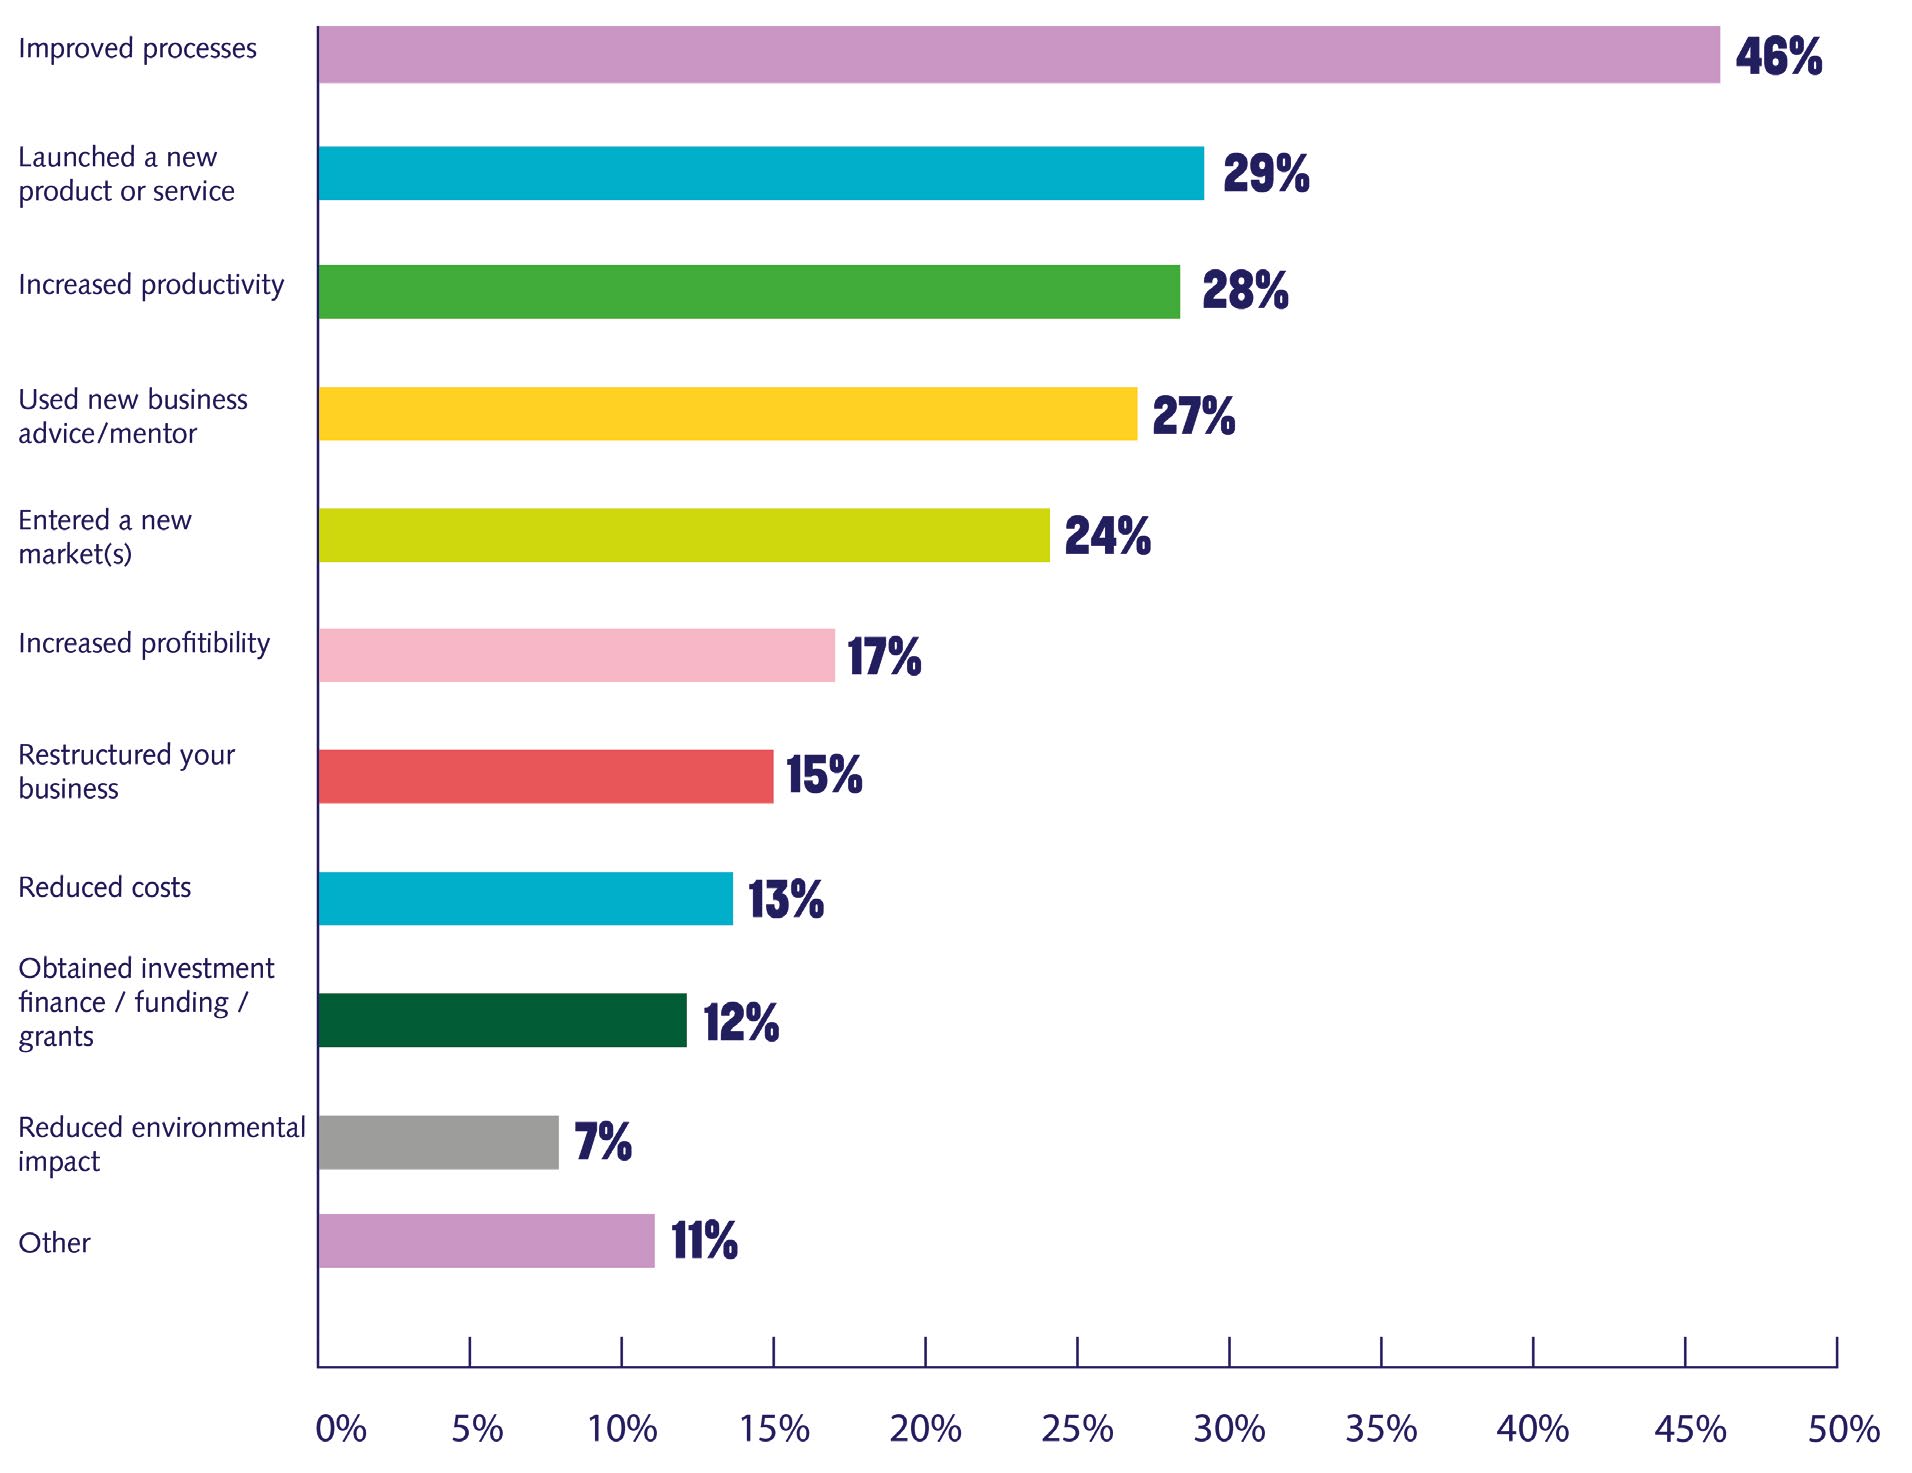 Improved processes
46%
Launched a new
product or service
29%
Increased productivity
28%
Used new business
advice/mentor
27%
Entered a new
market(s)
24%
Increased profitibility
17%
Restructured your
business
15%
Reduced costs
13%
Obtained investment
finance / funding /
grants
12%
Reduced environmental
impact
7%
Other
11%
0% 5% 10% 15% 20% 25% 30% 35% 40% 45% 50%